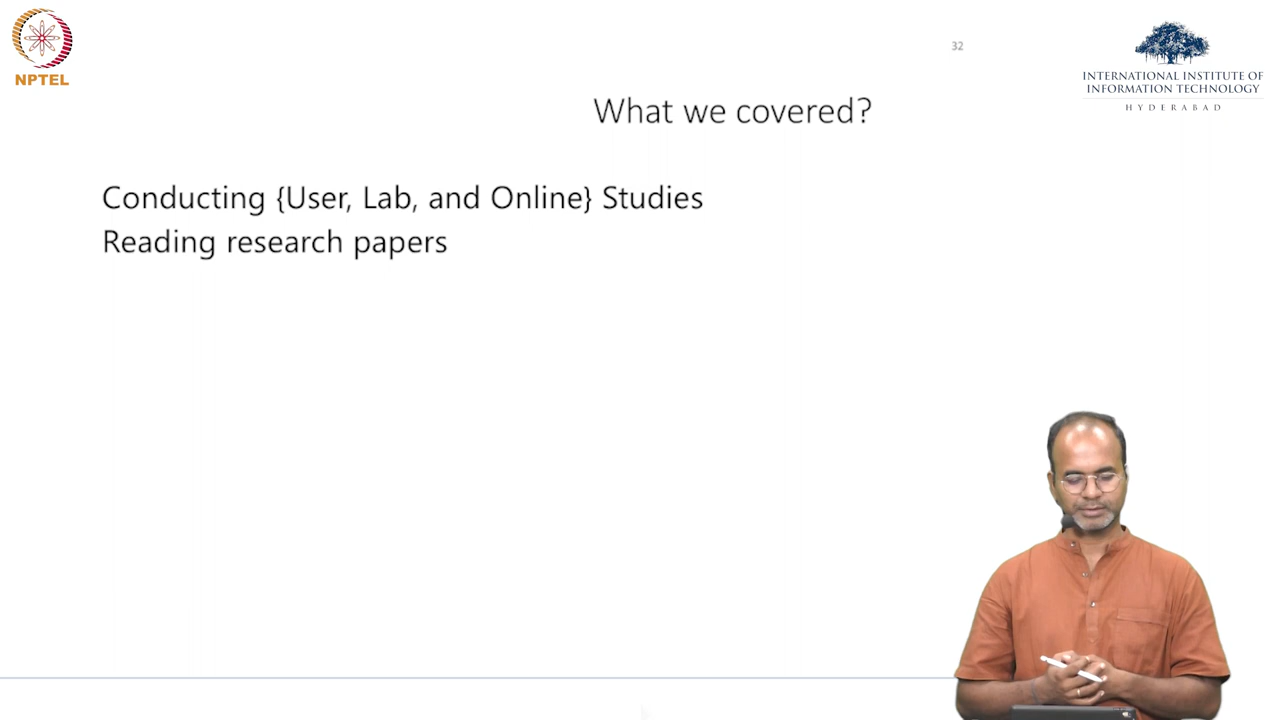 NPTEL
32
INTERNATIONAL INSTITUTE OF
INFORMATION TECHNOLOGY
HYDERABAD
What we covered?
Conducting {User, Lab, and Online} Studies
Reading research papers